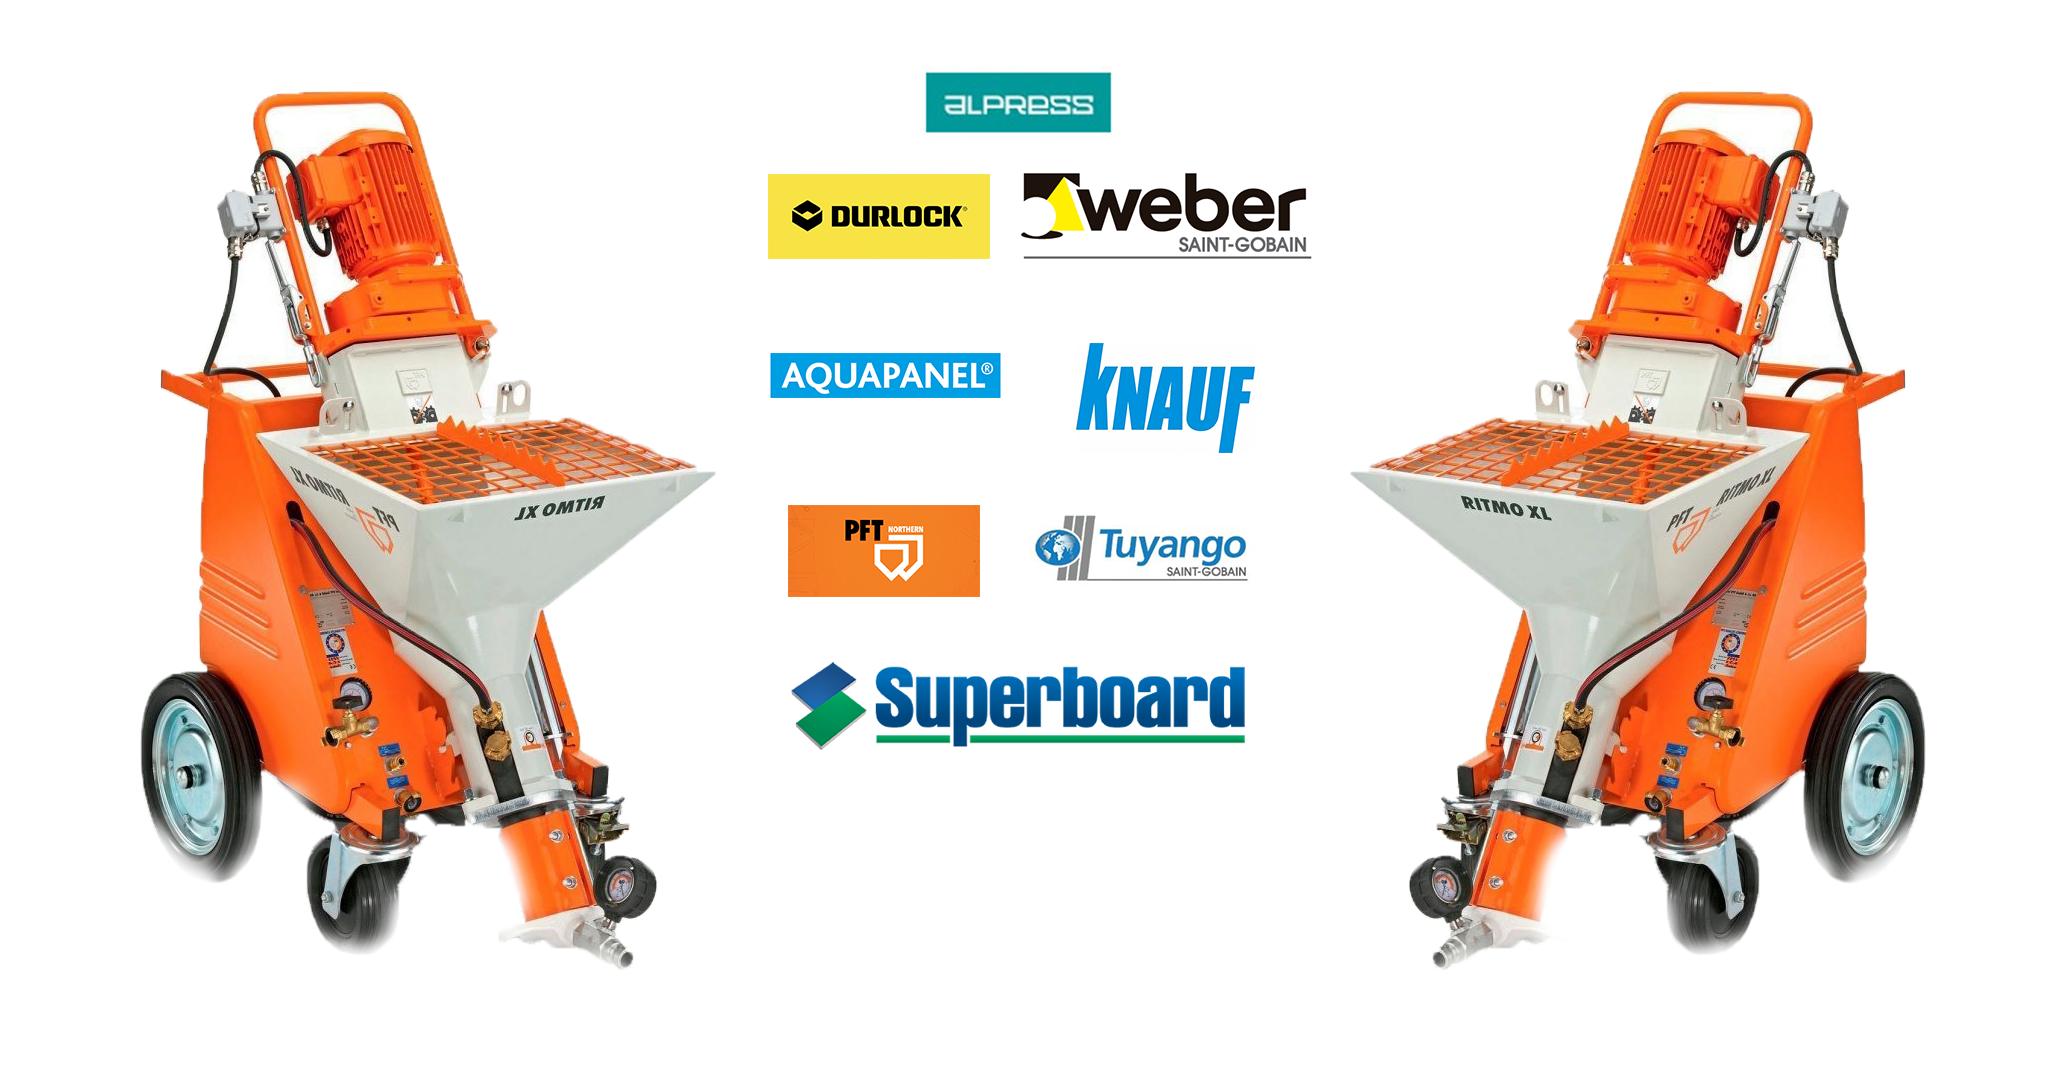 ALPRESS
DURLOCK®
weber
SAINT-GOBAIN
AQUAPANEL®
KNAUF
PFT NORTHERN
Tuyango
SAINT-GOBAIN
Superboard
RITMO XL
PFT
RITMO XL
RITMO XL
RITMO XL
PFT